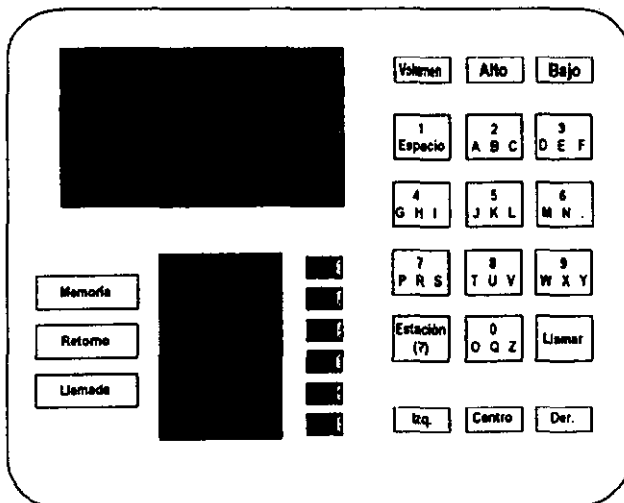 Volumen Alto Bajo
1 2 3
Espacio A B C D E F
4 5 6
G H I J K L M N .
7 8 9
P R S T U V W X Y
Memoria
Retorno
Llamada
Estación 0 Llamar
(?) O Q Z
Izq. Centro Der.